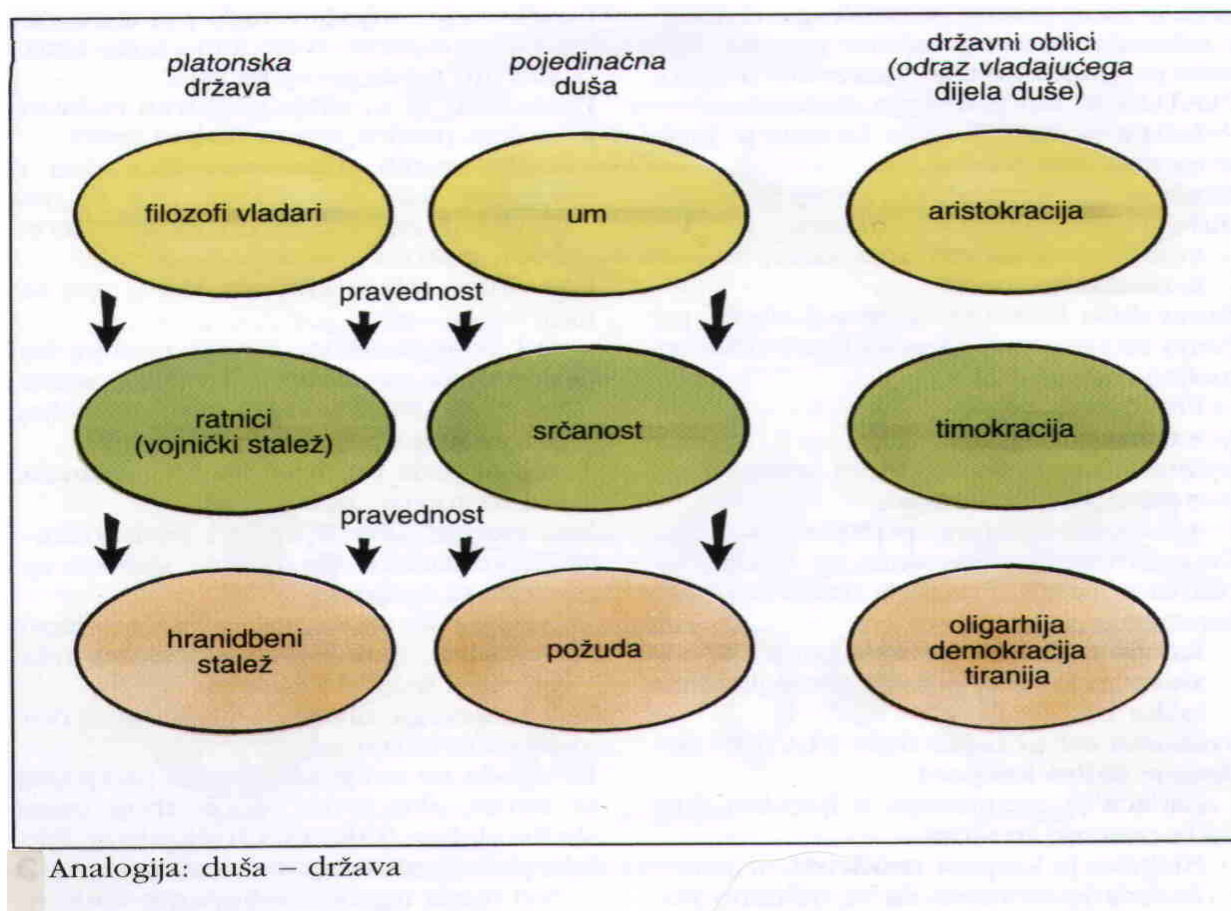 platonska
država
pojedinačna
duša
državni oblici
(odraz vladajućega
dijela duše)
filozofi vladari
um
aristokracija
pravednost
ratnici
(vojnički stalež)
srčanost
timokracija
pravednost
hranidbeni
stalež
požuda
oligarhija
demokracija
tiranija
Analogija: duša – država